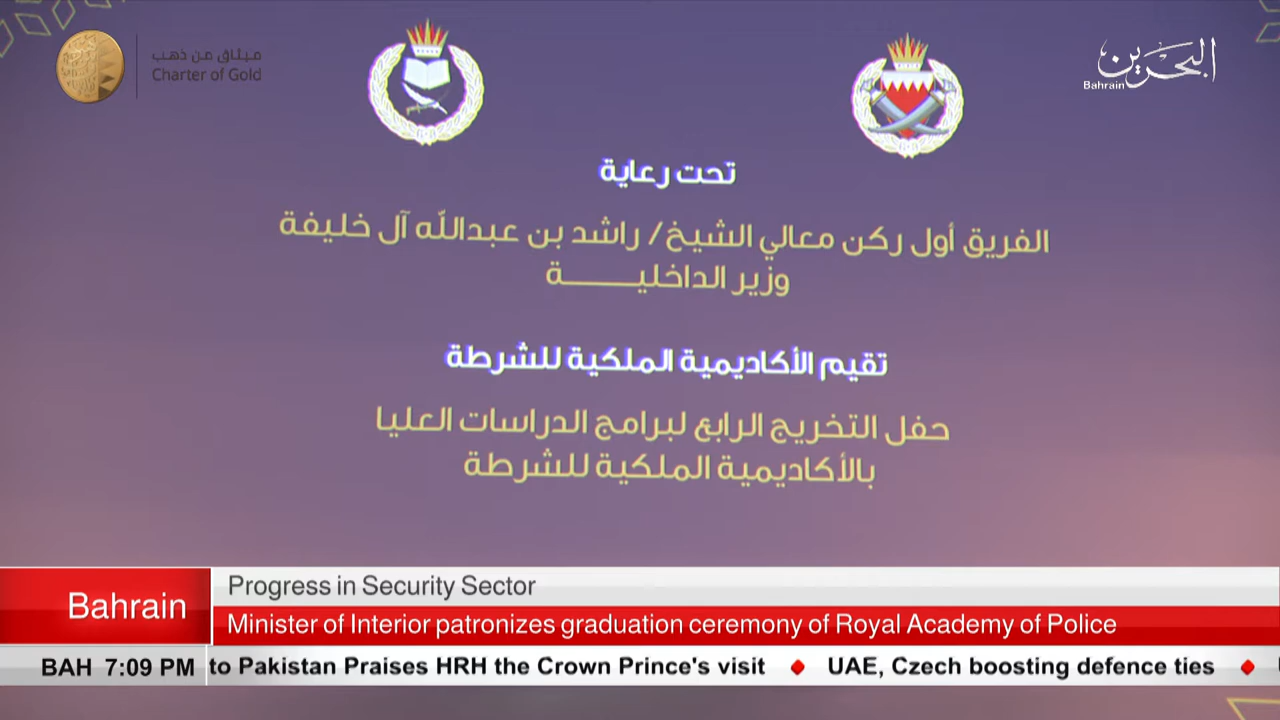 ميثاق من ذهب
Charter of Gold
البحرين
Bahrain
تحت رعاية
الفريق أول ركن معالي الشيخ/ راشد بن عبدالله آل خليفة
وزير الداخليـــــــــة
تقيم الأكاديمية الملكية للشرطة
حفل التخريج الرابع لبرامج الدراسات العليا
بالأكاديمية الملكية للشرطة
Bahrain
Progress in Security Sector
Minister of Interior patronizes graduation ceremony of Royal Academy of Police
BAH 7:09 PM to Pakistan Praises HRH the Crown Prince's visit ♦ UAE, Czech boosting defence ties ♦